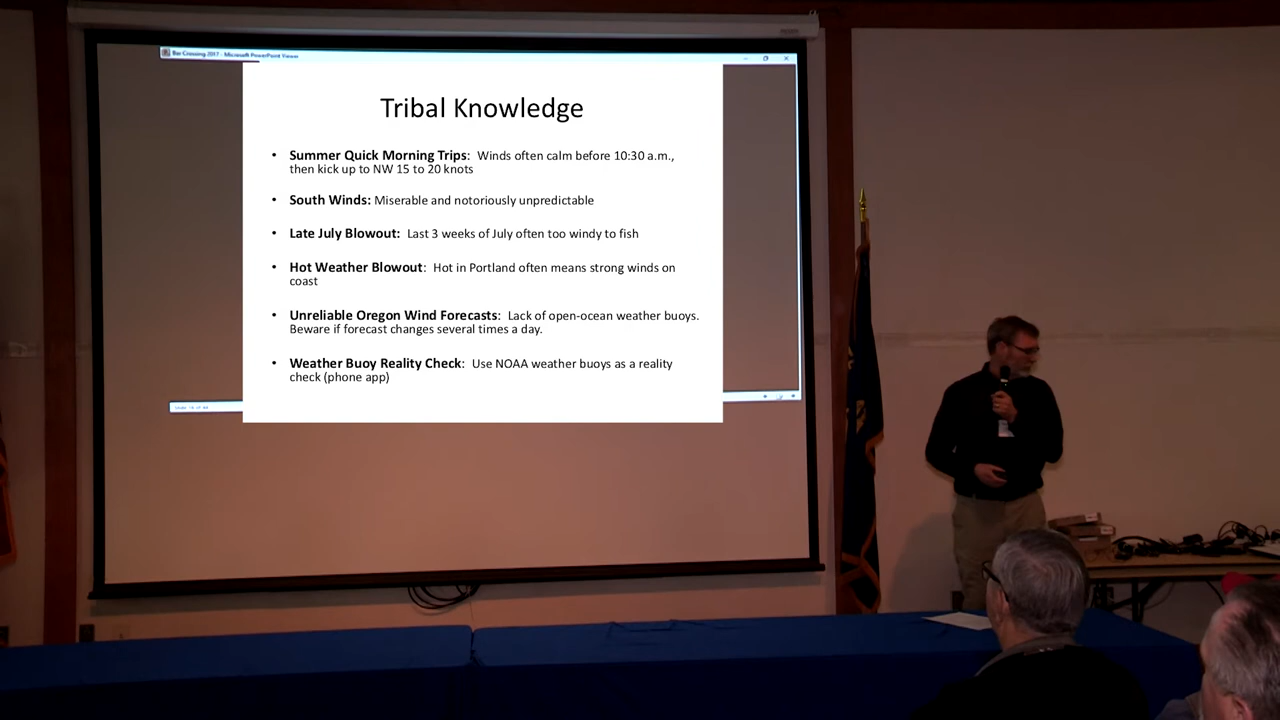 Bar Crossing 2017 - Microsoft PowerPoint Viewer
Tribal Knowledge
• Summer Quick Morning Trips: Winds often calm before 10:30 a.m.,
then kick up to NW 15 to 20 knots
• South Winds: Miserable and notoriously unpredictable
• Late July Blowout: Last 3 weeks of July often too windy to fish
• Hot Weather Blowout: Hot in Portland often means strong winds on
coast
• Unreliable Oregon Wind Forecasts: Lack of open-ocean weather buoys.
Beware if forecast changes several times a day.
• Weather Buoy Reality Check: Use NOAA weather buoys as a reality
check (phone app)